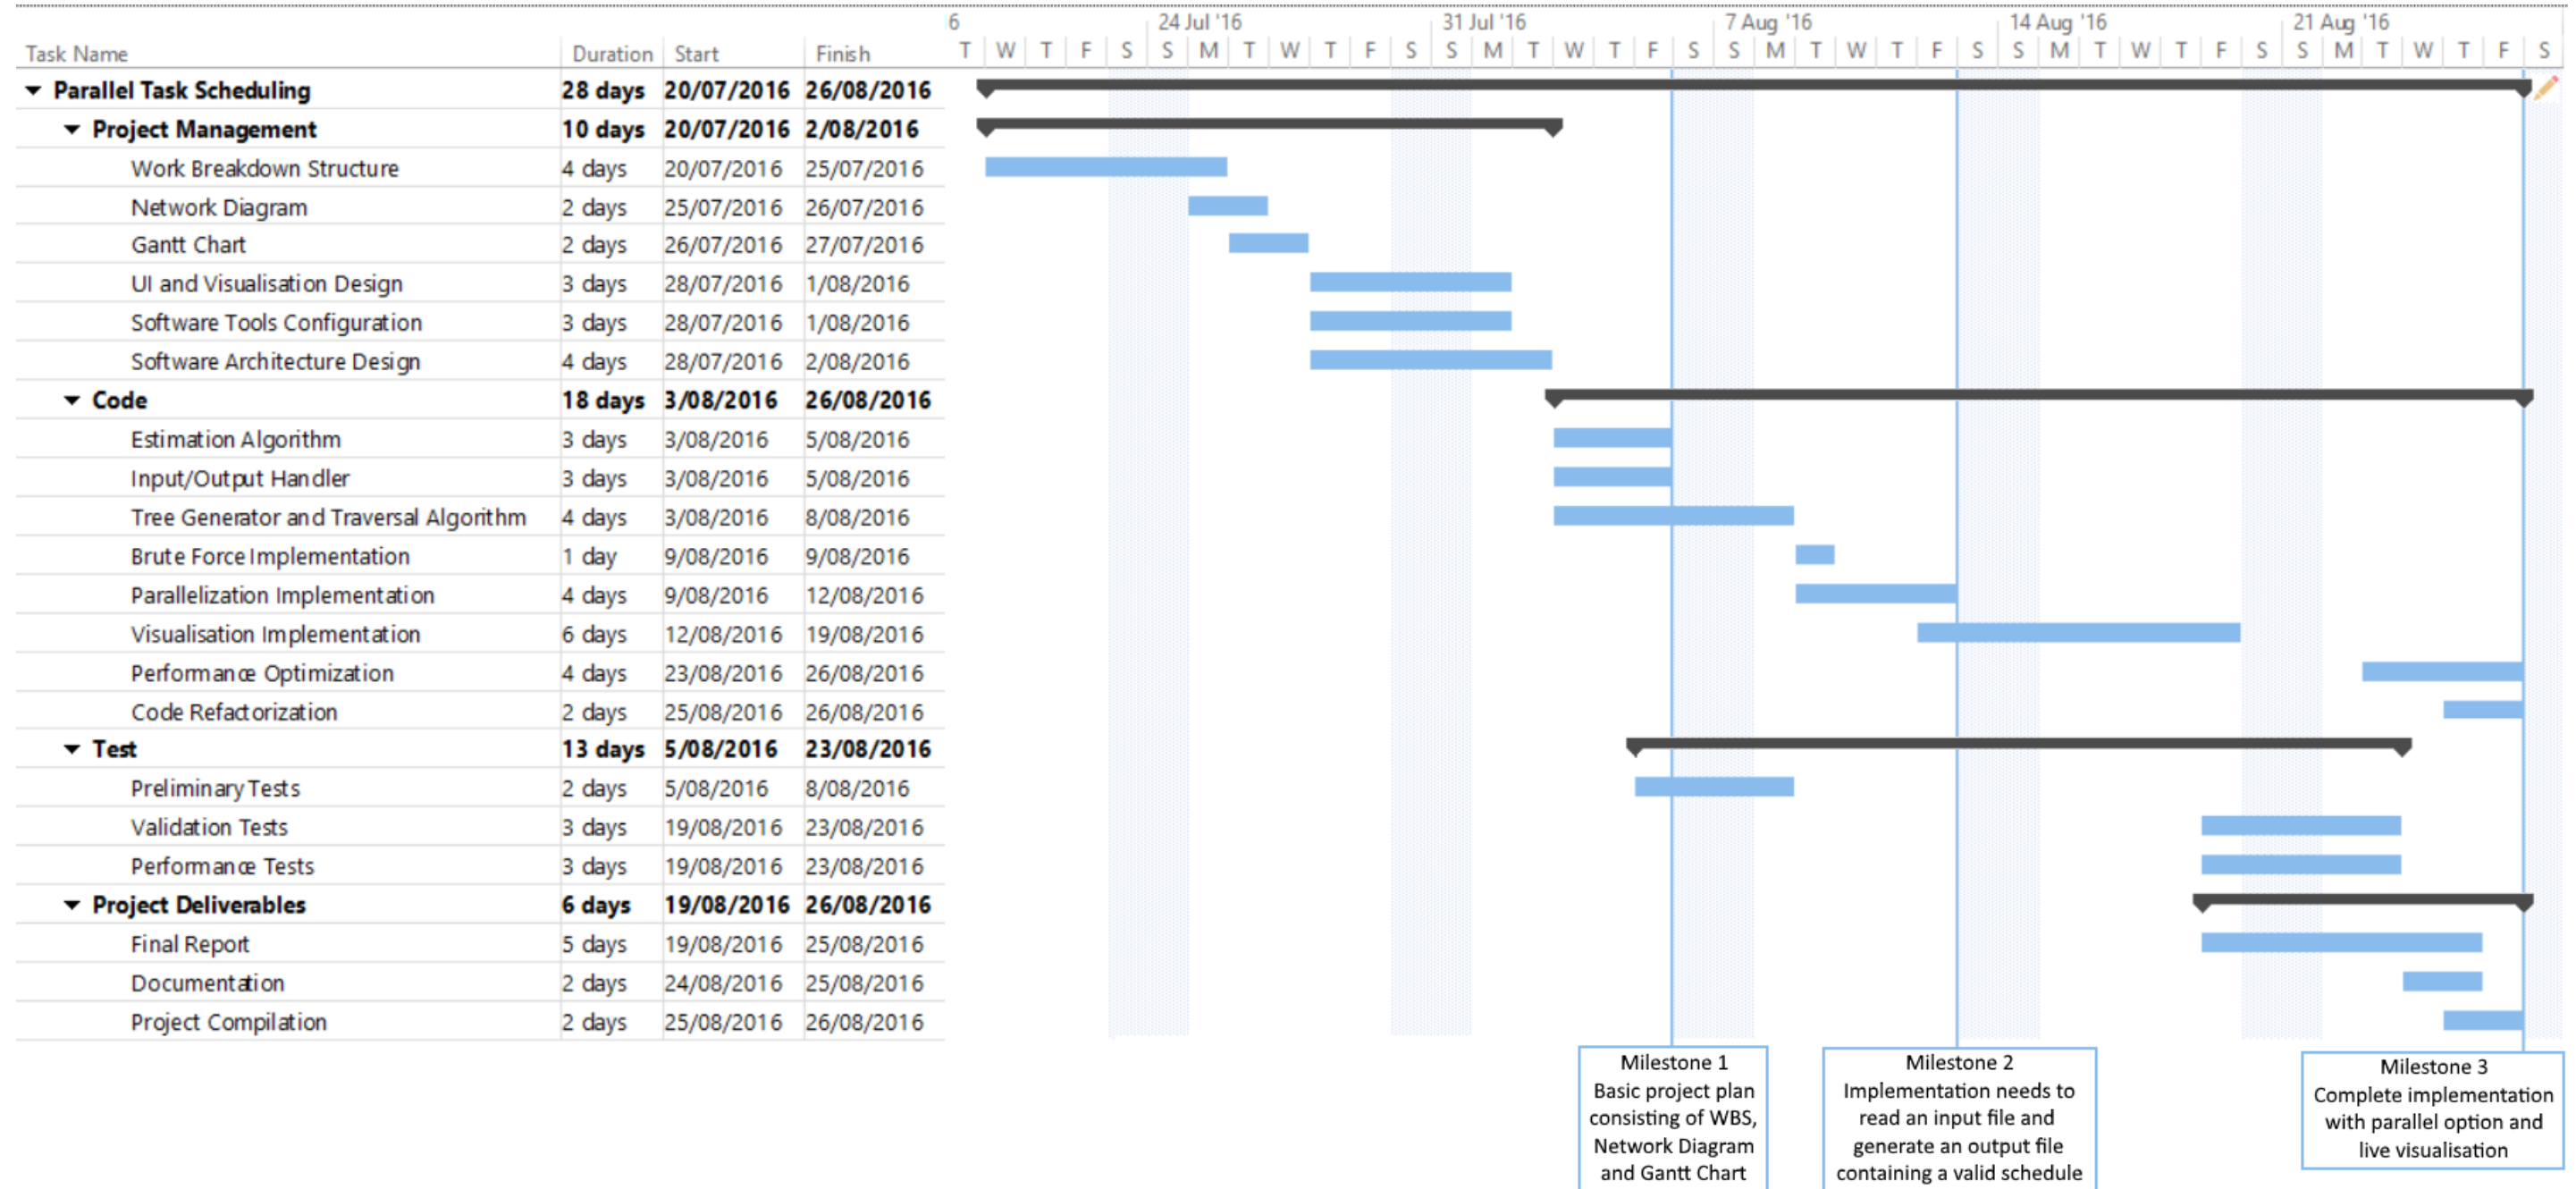 6 24 Jul '16 31 Jul '16 7 Aug '16 14 Aug '16 21 Aug '16
Task Name Duration Start Finish T W T F S S M T W T F S S M T W T F S S M T W T F S S M T W T F S S M T W T F S
Parallel Task Scheduling 28 days 20/07/2016 26/08/2016
Project Management 10 days 20/07/2016 2/08/2016
Work Breakdown Structure 4 days 20/07/2016 25/07/2016
Network Diagram 2 days 25/07/2016 26/07/2016
Gantt Chart 2 days 26/07/2016 27/07/2016
UI and Visualisation Design 3 days 28/07/2016 1/08/2016
Software Tools Configuration 3 days 28/07/2016 1/08/2016
Software Architecture Design 4 days 28/07/2016 2/08/2016
Code 18 days 3/08/2016 26/08/2016
Estimation Algorithm 3 days 3/08/2016 5/08/2016
Input/Output Handler 3 days 3/08/2016 5/08/2016
Tree Generator and Traversal Algorithm 4 days 3/08/2016 8/08/2016
Brute Force Implementation 1 day 9/08/2016 9/08/2016
Parallelization Implementation 4 days 9/08/2016 12/08/2016
Visualisation Implementation 6 days 12/08/2016 19/08/2016
Performance Optimization 4 days 23/08/2016 26/08/2016
Code Refactorization 2 days 25/08/2016 26/08/2016
Test 13 days 5/08/2016 23/08/2016
Preliminary Tests 2 days 5/08/2016 8/08/2016
Validation Tests 3 days 19/08/2016 23/08/2016
Performance Tests 3 days 19/08/2016 23/08/2016
Project Deliverables 6 days 19/08/2016 26/08/2016
Final Report 5 days 19/08/2016 25/08/2016
Documentation 2 days 24/08/2016 25/08/2016
Project Compilation 2 days 25/08/2016 26/08/2016
Milestone 1
Basic project plan
consisting of WBS,
Network Diagram
and Gantt Chart
Milestone 2
Implementation needs to
read an input file and
generate an output file
containing a valid schedule
Milestone 3
Complete implementation
with parallel option and
live visualisation